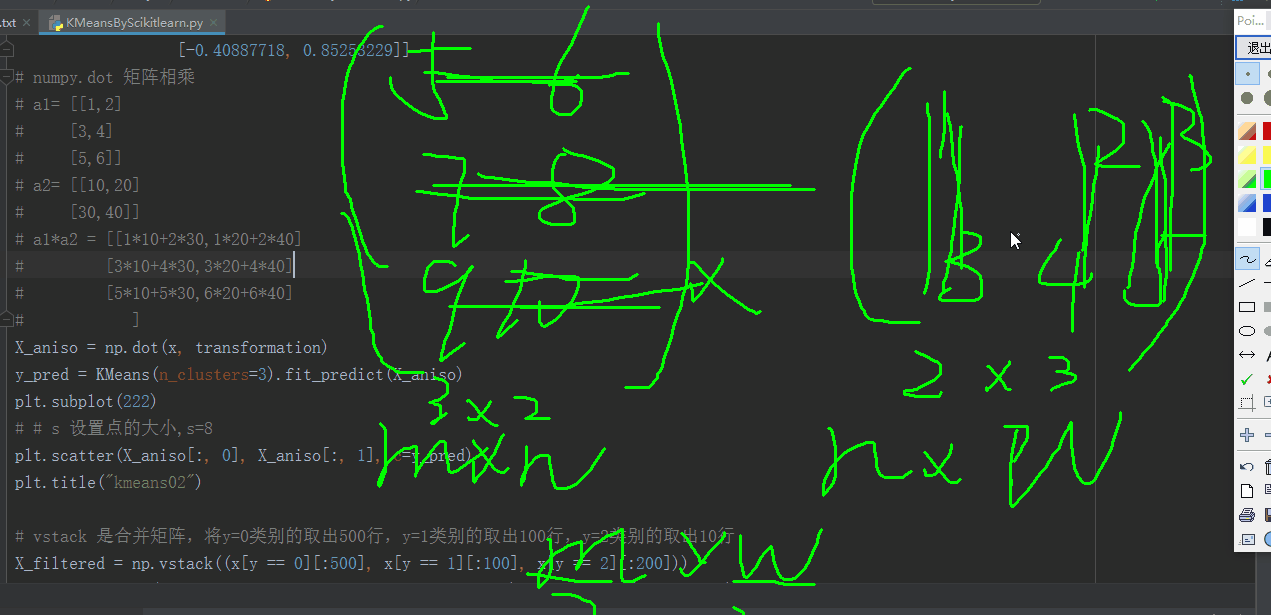 .txt × KMeansByScikitlearn.py ×
[-0.40887718, 0.85253229]]
# numpy.dot 矩阵相乘
# a1= [[1,2]
# [3,4]
# [5,6]]
# a2= [[10,20]
# [30,40]]
# a1*a2 = [[1*10+2*30,1*20+2*40]
# [3*10+4*30,3*20+4*40]
# [5*10+5*30,6*20+6*40]
# ]
X_aniso = np.dot(x, transformation)
y_pred = KMeans(n_clusters=3).fit_predict(X_aniso)
plt.subplot(222)
# # s 设置点的大小,s=8
plt.scatter(X_aniso[:, 0], X_aniso[:, 1], c=y_pred)
plt.title("kmeans02")
# vstack 是合并矩阵，将y=0类别的取出500行，y=1类别的取出100行，y=2类别的取出10行
X_filtered = np.vstack((x[y == 0][:500], x[y == 1][:100], x[y == 2][:200]))
5 6
7 8
9 10
X
3 4
12 13
3 x 2
2 x 3
m x n
n x W
m x w
Poi...
退出